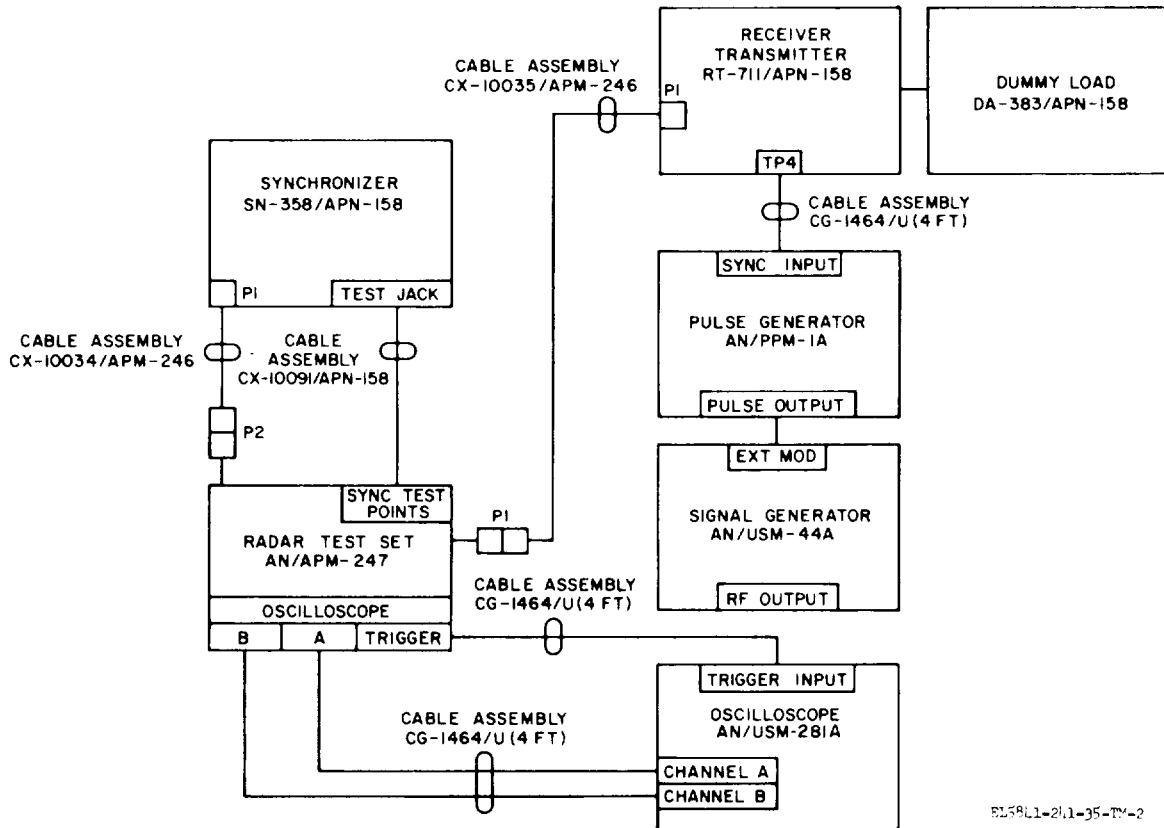 RECEIVER
TRANSMITTER
RT-711/APN-158
P1
TP4
DUMMY LOAD
DA-383/APN-158
CABLE ASSEMBLY
CX-10035/APM-246
SYNCHRONIZER
SN-358/APN-158
P1
TEST JACK
CABLE ASSEMBLY
CG-1464/U (4 FT)
SYNC INPUT
PULSE GENERATOR
AN/PPM-1A
PULSE OUTPUT
CABLE ASSEMBLY
CX-10034/APM-246
CABLE
ASSEMBLY
CX-10091/APN-158
P2
EXT MOD
SIGNAL GENERATOR
AN/USM-44A
RF OUTPUT
SYNC TEST
POINTS
P1
RADAR TEST SET
AN/APM-247
OSCILLOSCOPE
B A TRIGGER
CABLE ASSEMBLY
CG-1464/U (4 FT)
TRIGGER INPUT
OSCILLOSCOPE
AN/USM-281A
CHANNEL A
CHANNEL B
CABLE ASSEMBLY
CG-1464/U (4 FT)